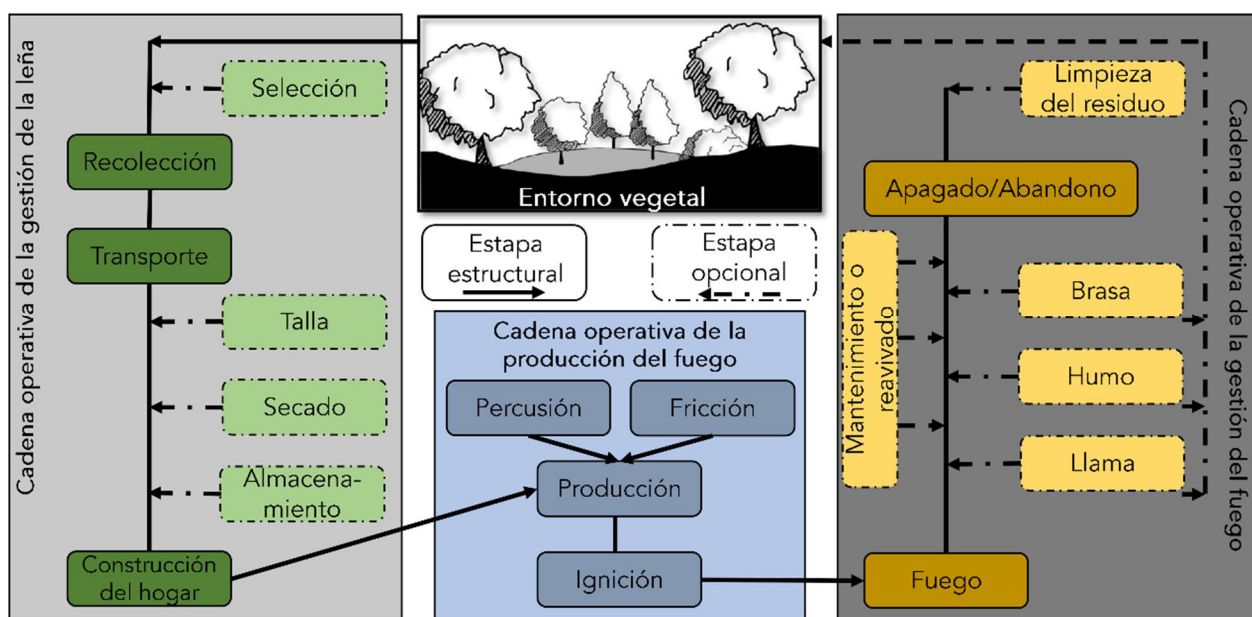 Cadena operativa de la gestión de la leña
Selección
Recolección
Transporte
Talla
Secado
Almacena-
miento
Construcción
del hogar
Entorno vegetal
Estapa
estructural
Estapa
opcional
Cadena operativa de la
producción del fuego
Percusión
Fricción
Producción
Ignición
Limpieza
del residuo
Apagado/Abandono
Mantenimiento o
reavivado
Brasa
Humo
Llama
Fuego
Cadena operativa de la gestión del fuego